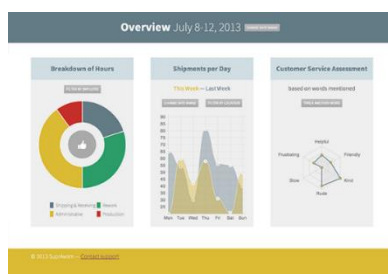 Overview July 8-12, 2013
Breakdown of Hours
Shipping & Receiving
Rework
Administrative
Production
Shipments per Day
This Week — Last Week
90
80
70
60
50
40
30
20
Mon Tue Wed Thu Fri Sat Sun
Customer Service Assessment
based on words mentioned
Helpful
Friendly
Kind
Rude
Slow
Frustrating
Contact support